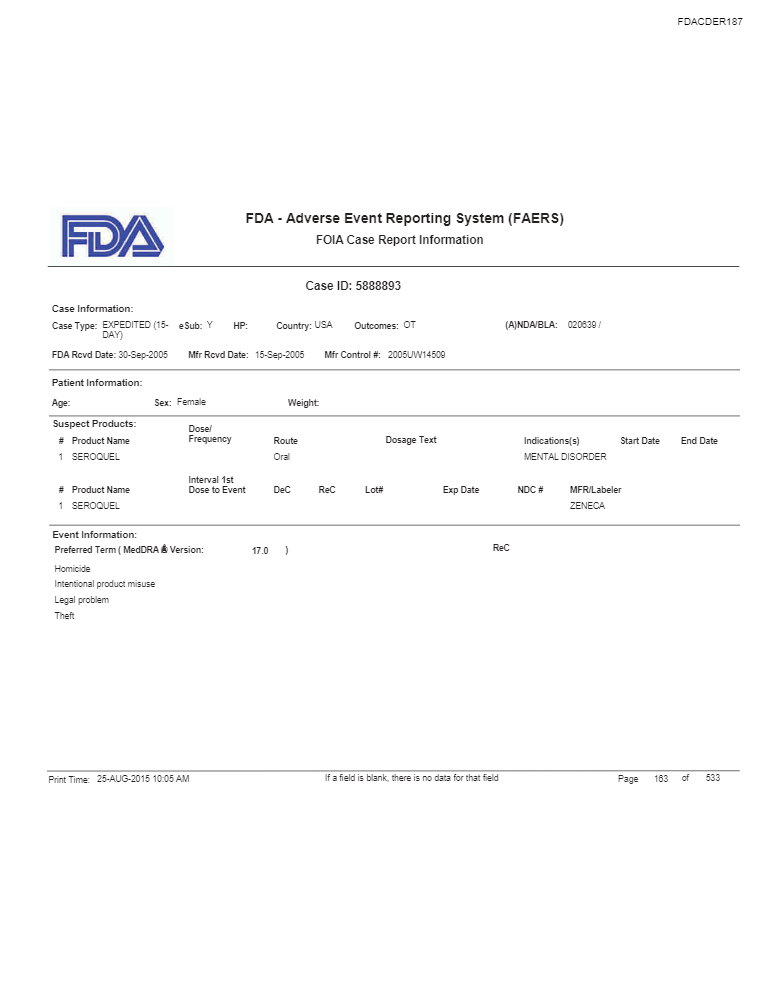 FDACDER187
FDA
FDA - Adverse Event Reporting System (FAERS)
FOIA Case Report Information
Case ID: 5888893
Case Information:
Case Type: EXPEDITED (15- DAY) eSub: Y HP: Country: USA Outcomes: OT (A)NDA/BLA: 020639 /
FDA Rcvd Date: 30-Sep-2005 Mfr Rcvd Date: 15-Sep-2005 Mfr Control #: 2005UW14509
Patient Information:
Age: Sex: Female Weight:
Suspect Products:
# Product Name Dose/ Frequency Route Dosage Text Indications(s) Start Date End Date
1 SEROQUEL Oral MENTAL DISORDER
# Product Name Interval 1st Dose to Event DeC ReC Lot# Exp Date NDC # MFR/Labeler
1 SEROQUEL ZENECA
Event Information:
Preferred Term ( MedDRA Version: 17.0 ) ReC
Homicide
Intentional product misuse
Legal problem
Theft
Print Time: 25-AUG-2015 10:05 AM If a field is blank, there is no data for that field Page 163 of 533